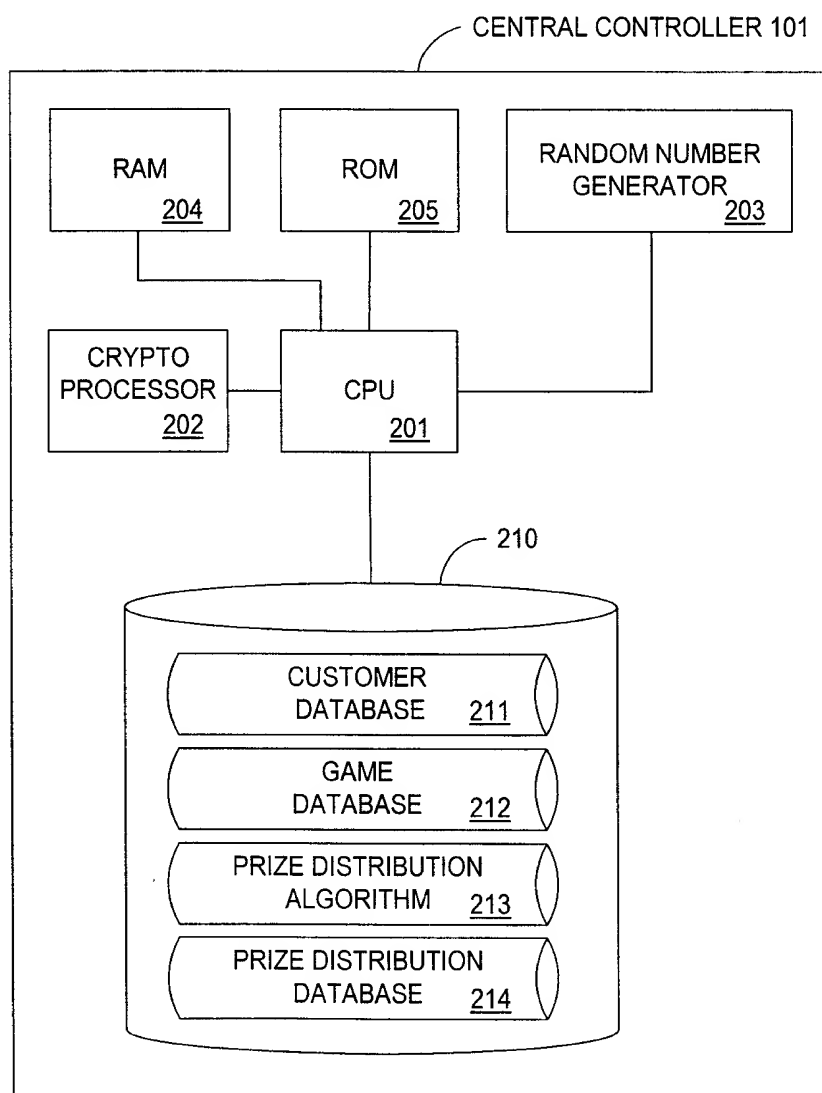 CENTRAL CONTROLLER 101
RAM
204
ROM
205
RANDOM NUMBER
GENERATOR
203
CRYPTO
PROCESSOR
202
CPU
201
210
CUSTOMER
DATABASE 211
GAME
DATABASE 212
PRIZE DISTRIBUTION
ALGORITHM 213
PRIZE DISTRIBUTION
DATABASE 214